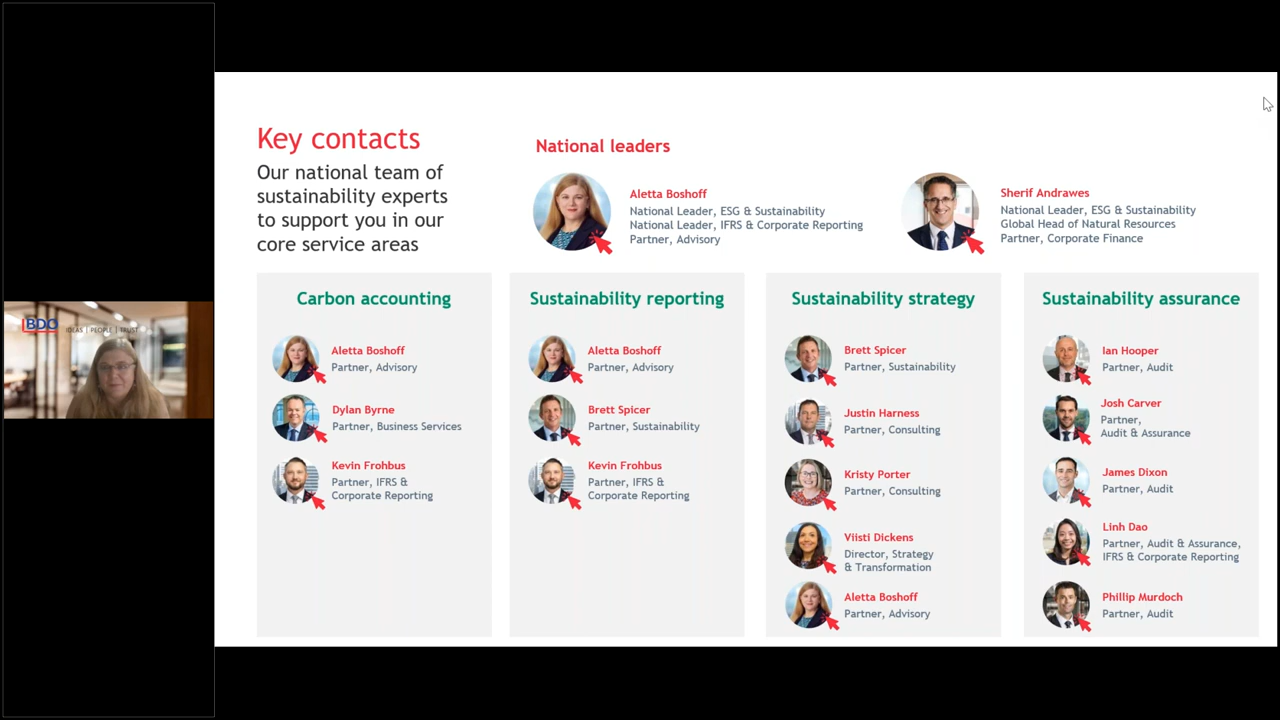 BDO
IDEAS | PEOPLE | TRUST
Key contacts
Our national team of
sustainability experts
to support you in our
core service areas
National leaders
Aletta Boshoff
National Leader, ESG & Sustainability
National Leader, IFRS & Corporate Reporting
Partner, Advisory
Sherif Andrawes
National Leader, ESG & Sustainability
Global Head of Natural Resources
Partner, Corporate Finance
Carbon accounting
Aletta Boshoff
Partner, Advisory
Dylan Byrne
Partner, Business Services
Kevin Frohbus
Partner, IFRS &
Corporate Reporting
Sustainability reporting
Aletta Boshoff
Partner, Advisory
Brett Spicer
Partner, Sustainability
Kevin Frohbus
Partner, IFRS &
Corporate Reporting
Sustainability strategy
Brett Spicer
Partner, Sustainability
Justin Harness
Partner, Consulting
Kristy Porter
Partner, Consulting
Viisti Dickens
Director, Strategy
& Transformation
Aletta Boshoff
Partner, Advisory
Sustainability assurance
Ian Hooper
Partner, Audit
Josh Carver
Partner,
Audit & Assurance
James Dixon
Partner, Audit
Linh Dao
Partner, Audit & Assurance,
IFRS & Corporate Reporting
Phillip Murdoch
Partner, Audit